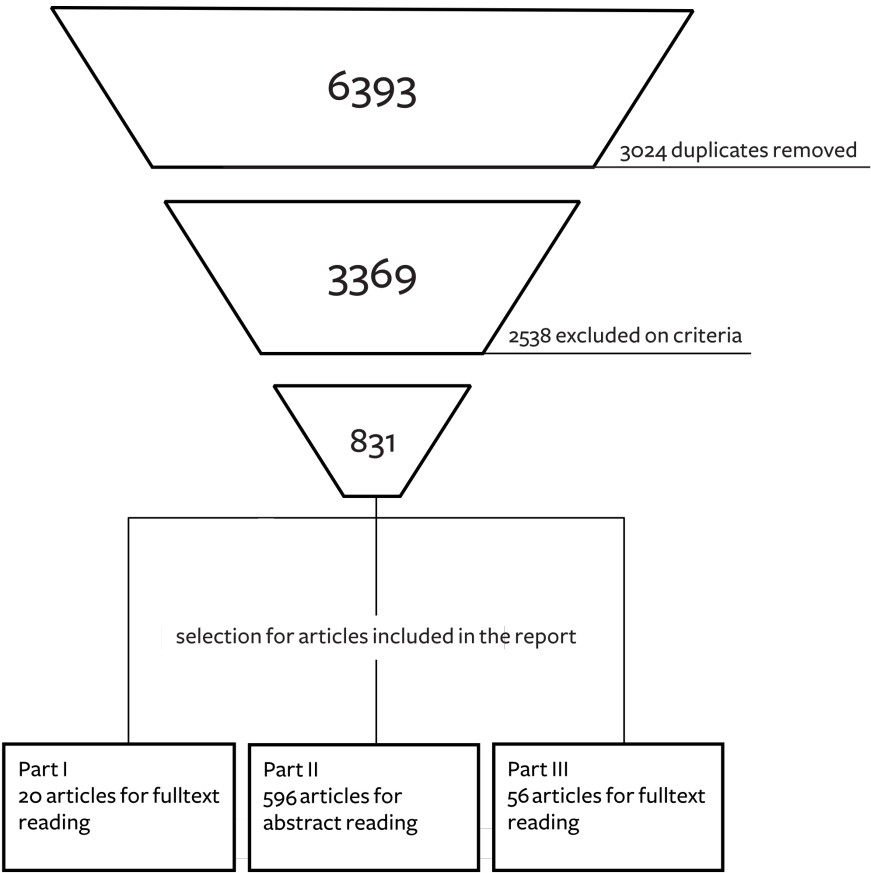 6393
3024 duplicates removed
3369
2538 excluded on criteria
831
selection for articles included in the report
Part I
20 articles for fulltext
reading
Part II
596 articles for
abstract reading
Part III
56 articles for fulltext
reading